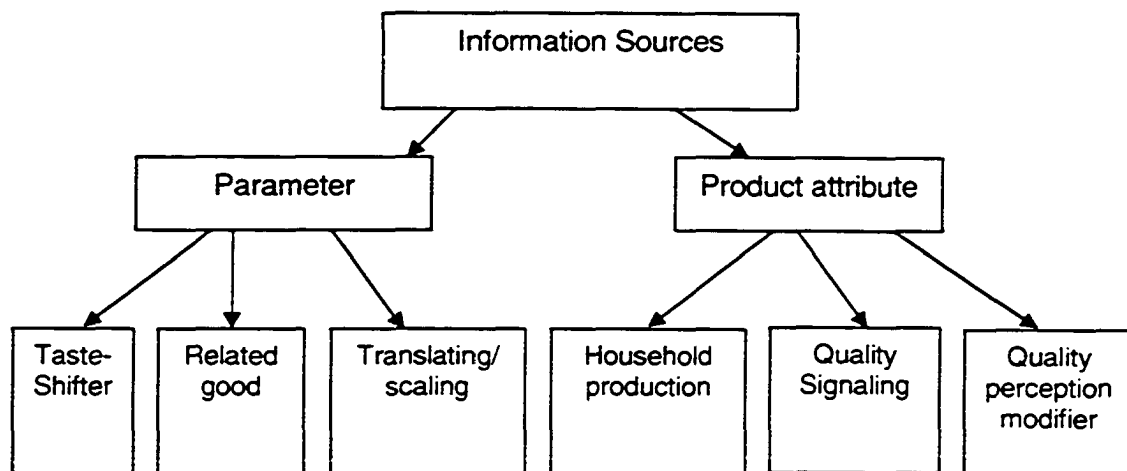 Information Sources
Parameter
Product attribute
Taste-
Shifter
Related
good
Translating/
scaling
Household
production
Quality
Signaling
Quality
perception
modifier